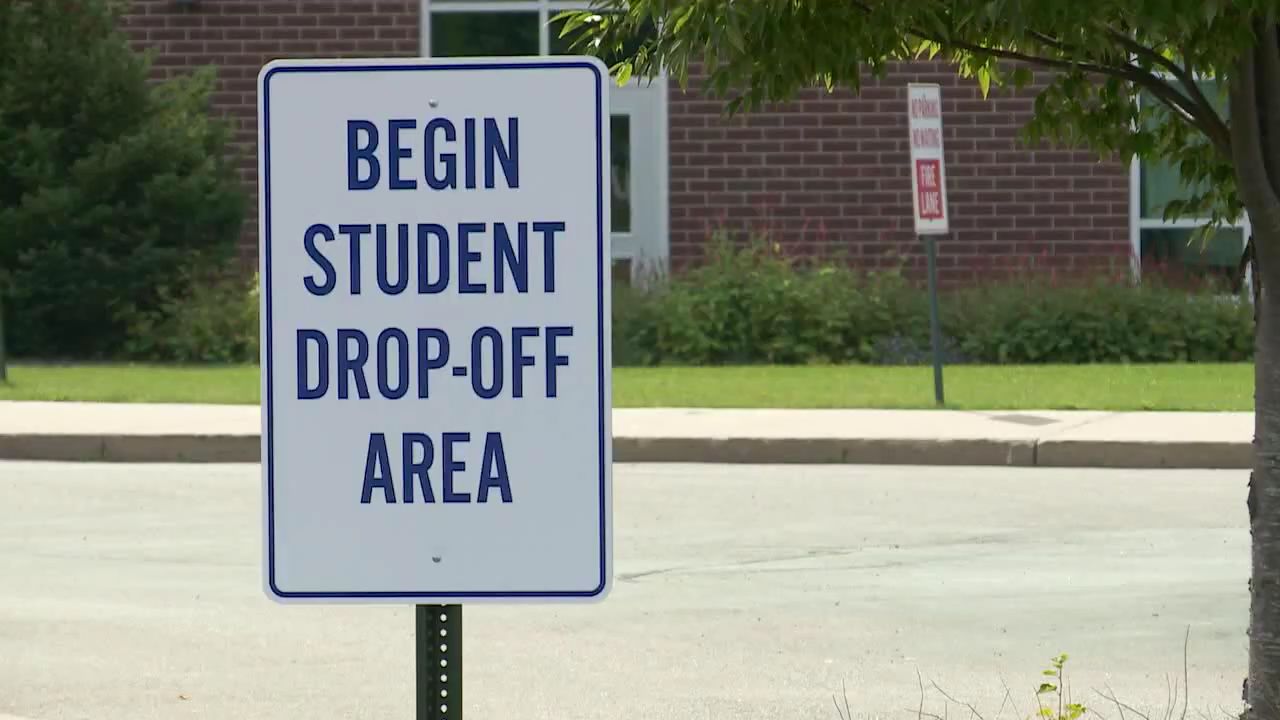 BEGIN
STUDENT
DROP-OFF
AREA
NO PARKING
NO WAITING
FIRE
LANE